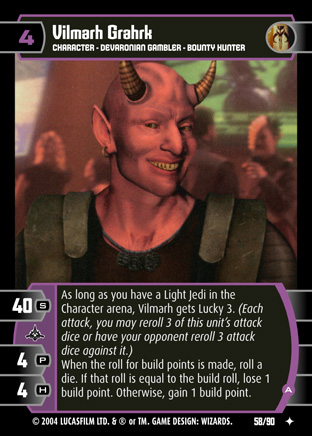 4
Vilmarh Grahrk
CHARACTER - DEVARONIAN GAMBLER - BOUNTY HUNTER
40 S
4 P
4 H
As long as you have a Light Jedi in the
Character arena, Vilmarh gets Lucky 3. (Each
attack, you may reroll 3 of this unit's attack
dice or have your opponent reroll 3 attack
dice against it.)
When the roll for build points is made, roll a
die. If that roll is equal to the build roll, lose 1
build point. Otherwise, gain 1 build point.
A
© 2004 LUCASFILM LTD. & ® or TM. GAME DESIGN: WIZARDS.
58/90